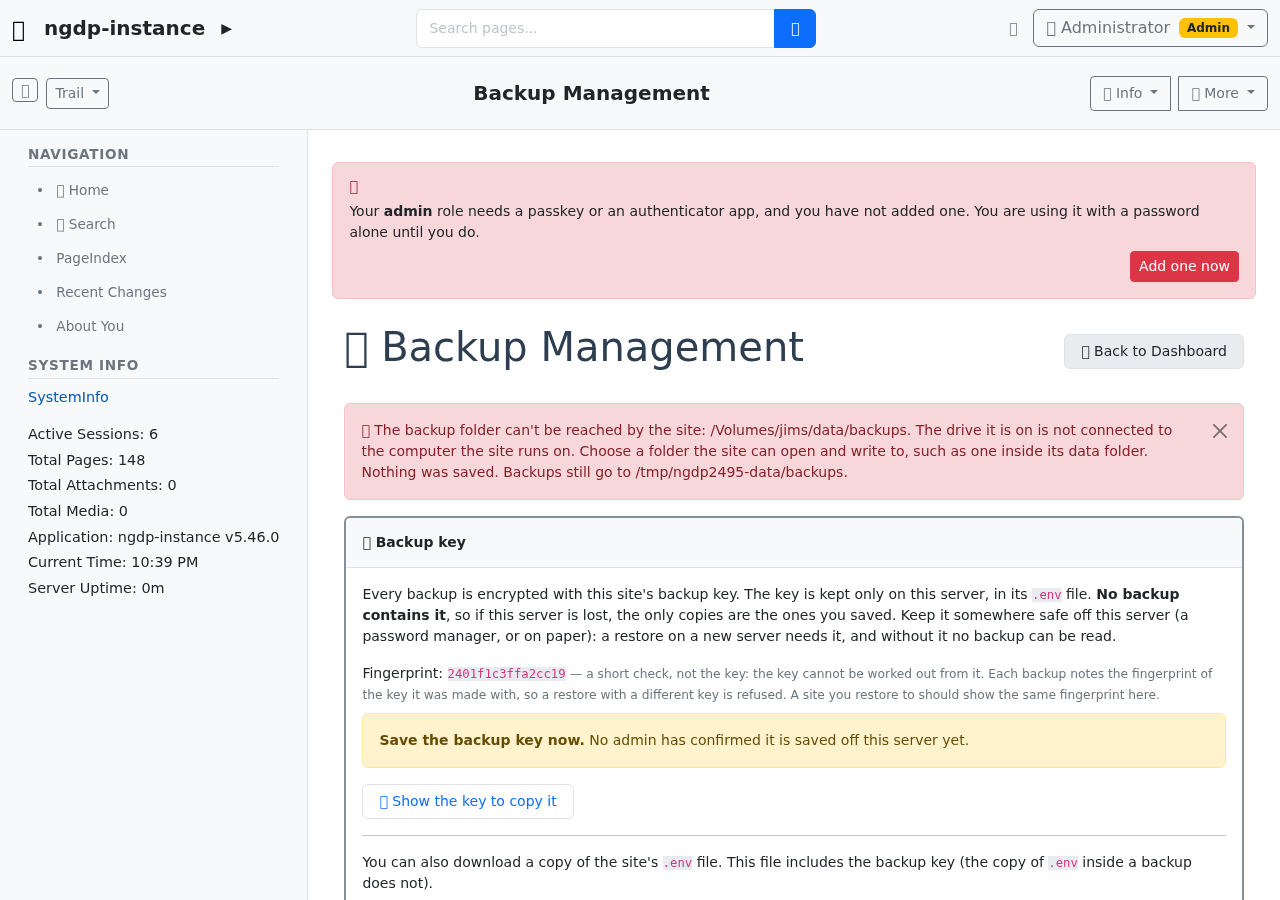 ngdp-instance ▶
Search pages...
Administrator Admin
Trail
Backup Management
Info
More
NAVIGATION
• Home
• Search
• PageIndex
• Recent Changes
• About You
SYSTEM INFO
SystemInfo
Active Sessions: 6
Total Pages: 148
Total Attachments: 0
Total Media: 0
Application: ngdp-instance v5.46.0
Current Time: 10:39 PM
Server Uptime: 0m
Your admin role needs a passkey or an authenticator app, and you have not added one. You are using it with a password
alone until you do.
Add one now
Backup Management
Back to Dashboard
The backup folder can't be reached by the site: /Volumes/jims/data/backups. The drive it is on is not connected to
the computer the site runs on. Choose a folder the site can open and write to, such as one inside its data folder.
Nothing was saved. Backups still go to /tmp/ngdp2495-data/backups.
Backup key
Every backup is encrypted with this site's backup key. The key is kept only on this server, in its .env file. No backup
contains it, so if this server is lost, the only copies are the ones you saved. Keep it somewhere safe off this server (a
password manager, or on paper): a restore on a new server needs it, and without it no backup can be read.
Fingerprint: 2401f1c3ffa2cc19 — a short check, not the key: the key cannot be worked out from it. Each backup notes the fingerprint of
the key it was made with, so a restore with a different key is refused. A site you restore to should show the same fingerprint here.
Save the backup key now. No admin has confirmed it is saved off this server yet.
Show the key to copy it
You can also download a copy of the site's .env file. This file includes the backup key (the copy of .env inside a backup
does not).